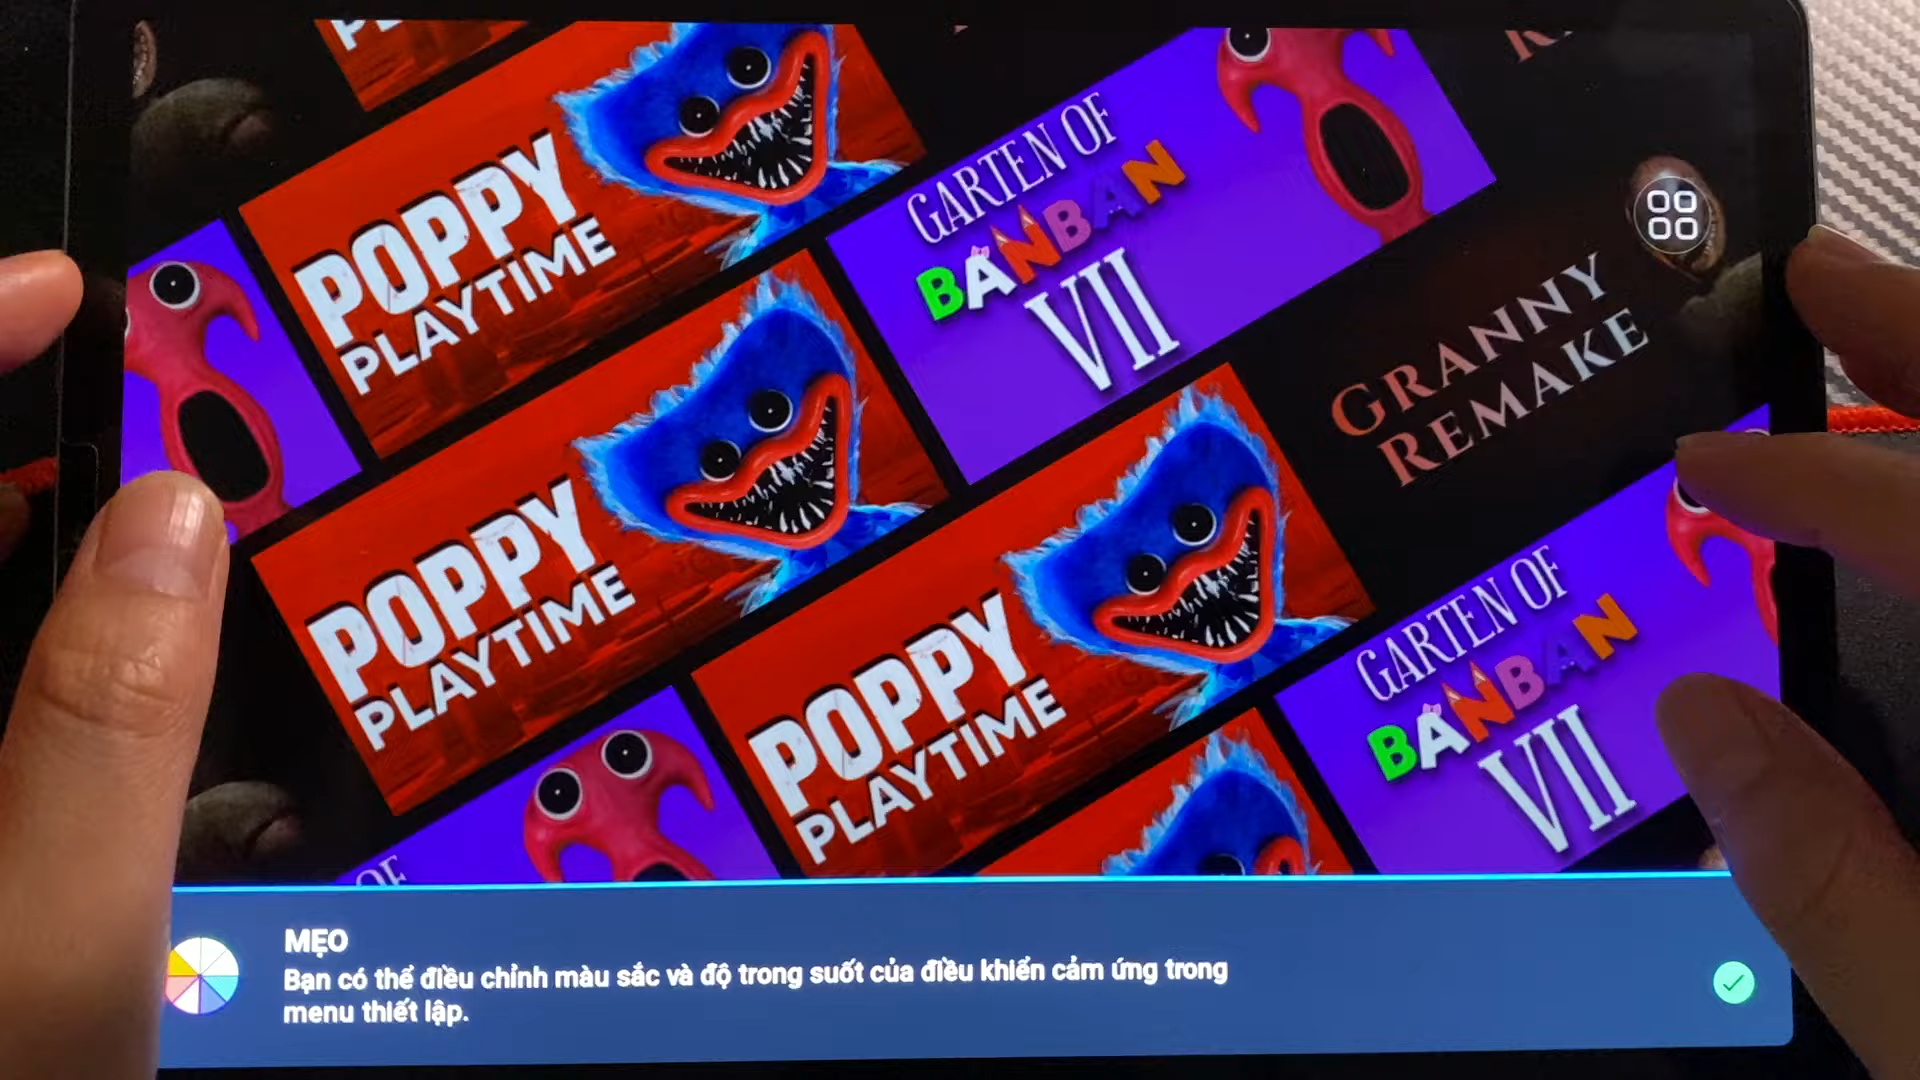 POPPY
PLAYTIME
GARTEN OF
BANBAN
VII
GRANNY
REMAKE
POPPY
PLAYTIME
POPPY
PLAYTIME
GARTEN OF
BANBAN
VII
OF
MẸO
Bạn có thể điều chỉnh màu sắc và độ trong suốt của điều khiển cảm ứng trong
menu thiết lập.